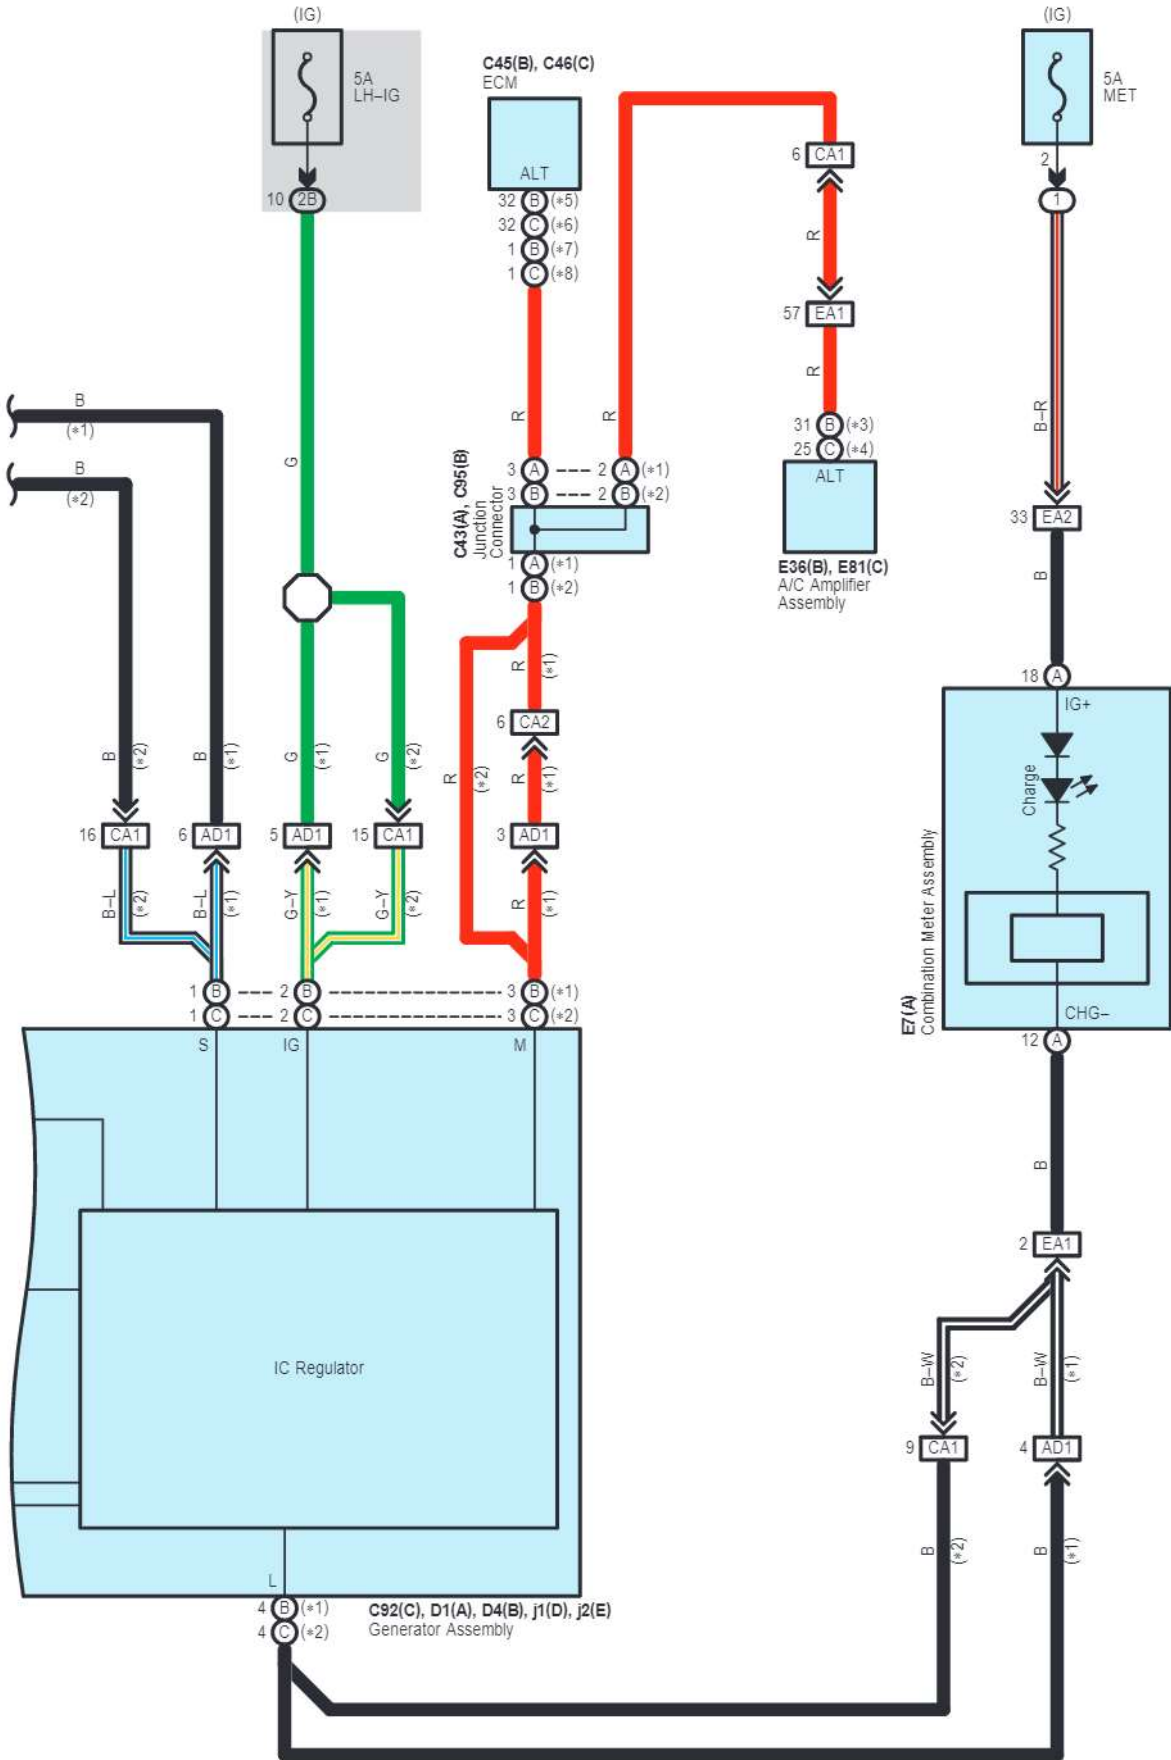 (IG)
5A
LH–IG
10 2B
C45(B), C46(C)
ECM
ALT
32 B (*5)
32 C (*6)
1 B (*7)
1 C (*8)
(IG)
5A
MET
2
1
6 CA1
R
57 EA1
R
31 B (*3)
25 C (*4)
ALT
E36(B), E81(C)
A/C Amplifier
Assembly
B
(*1)
B
(*2)
G
R
R
B–R
3 A 2 A (*1)
3 B 2 B (*2)
C43(A), C95(B)
Junction
Connector
1 A (*1)
1 B (*2)
33 EA2
B
18 A
IG+
Charge
CHG–
E7(A)
Combination Meter Assembly
12 A
R
(*1)
6 CA2
B
(*2)
B
(*1)
G
(*1)
G
(*2)
R
(*2)
R
(*1)
16 CA1
6 AD1
5 AD1
15 CA1
3 AD1
B–L
(*2)
B–L
(*1)
G–Y
(*1)
G–Y
(*2)
R
(*1)
1 B 2 B 3 B (*1)
1 C 2 C 3 C (*2)
S IG M
IC Regulator
L
4 B (*1)
4 C (*2)
C92(C), D1(A), D4(B), j1(D), j2(E)
Generator Assembly
B
2 EA1
B–W
(*2)
B–W
(*1)
9 CA1
4 AD1
B
(*2)
B
(*1)